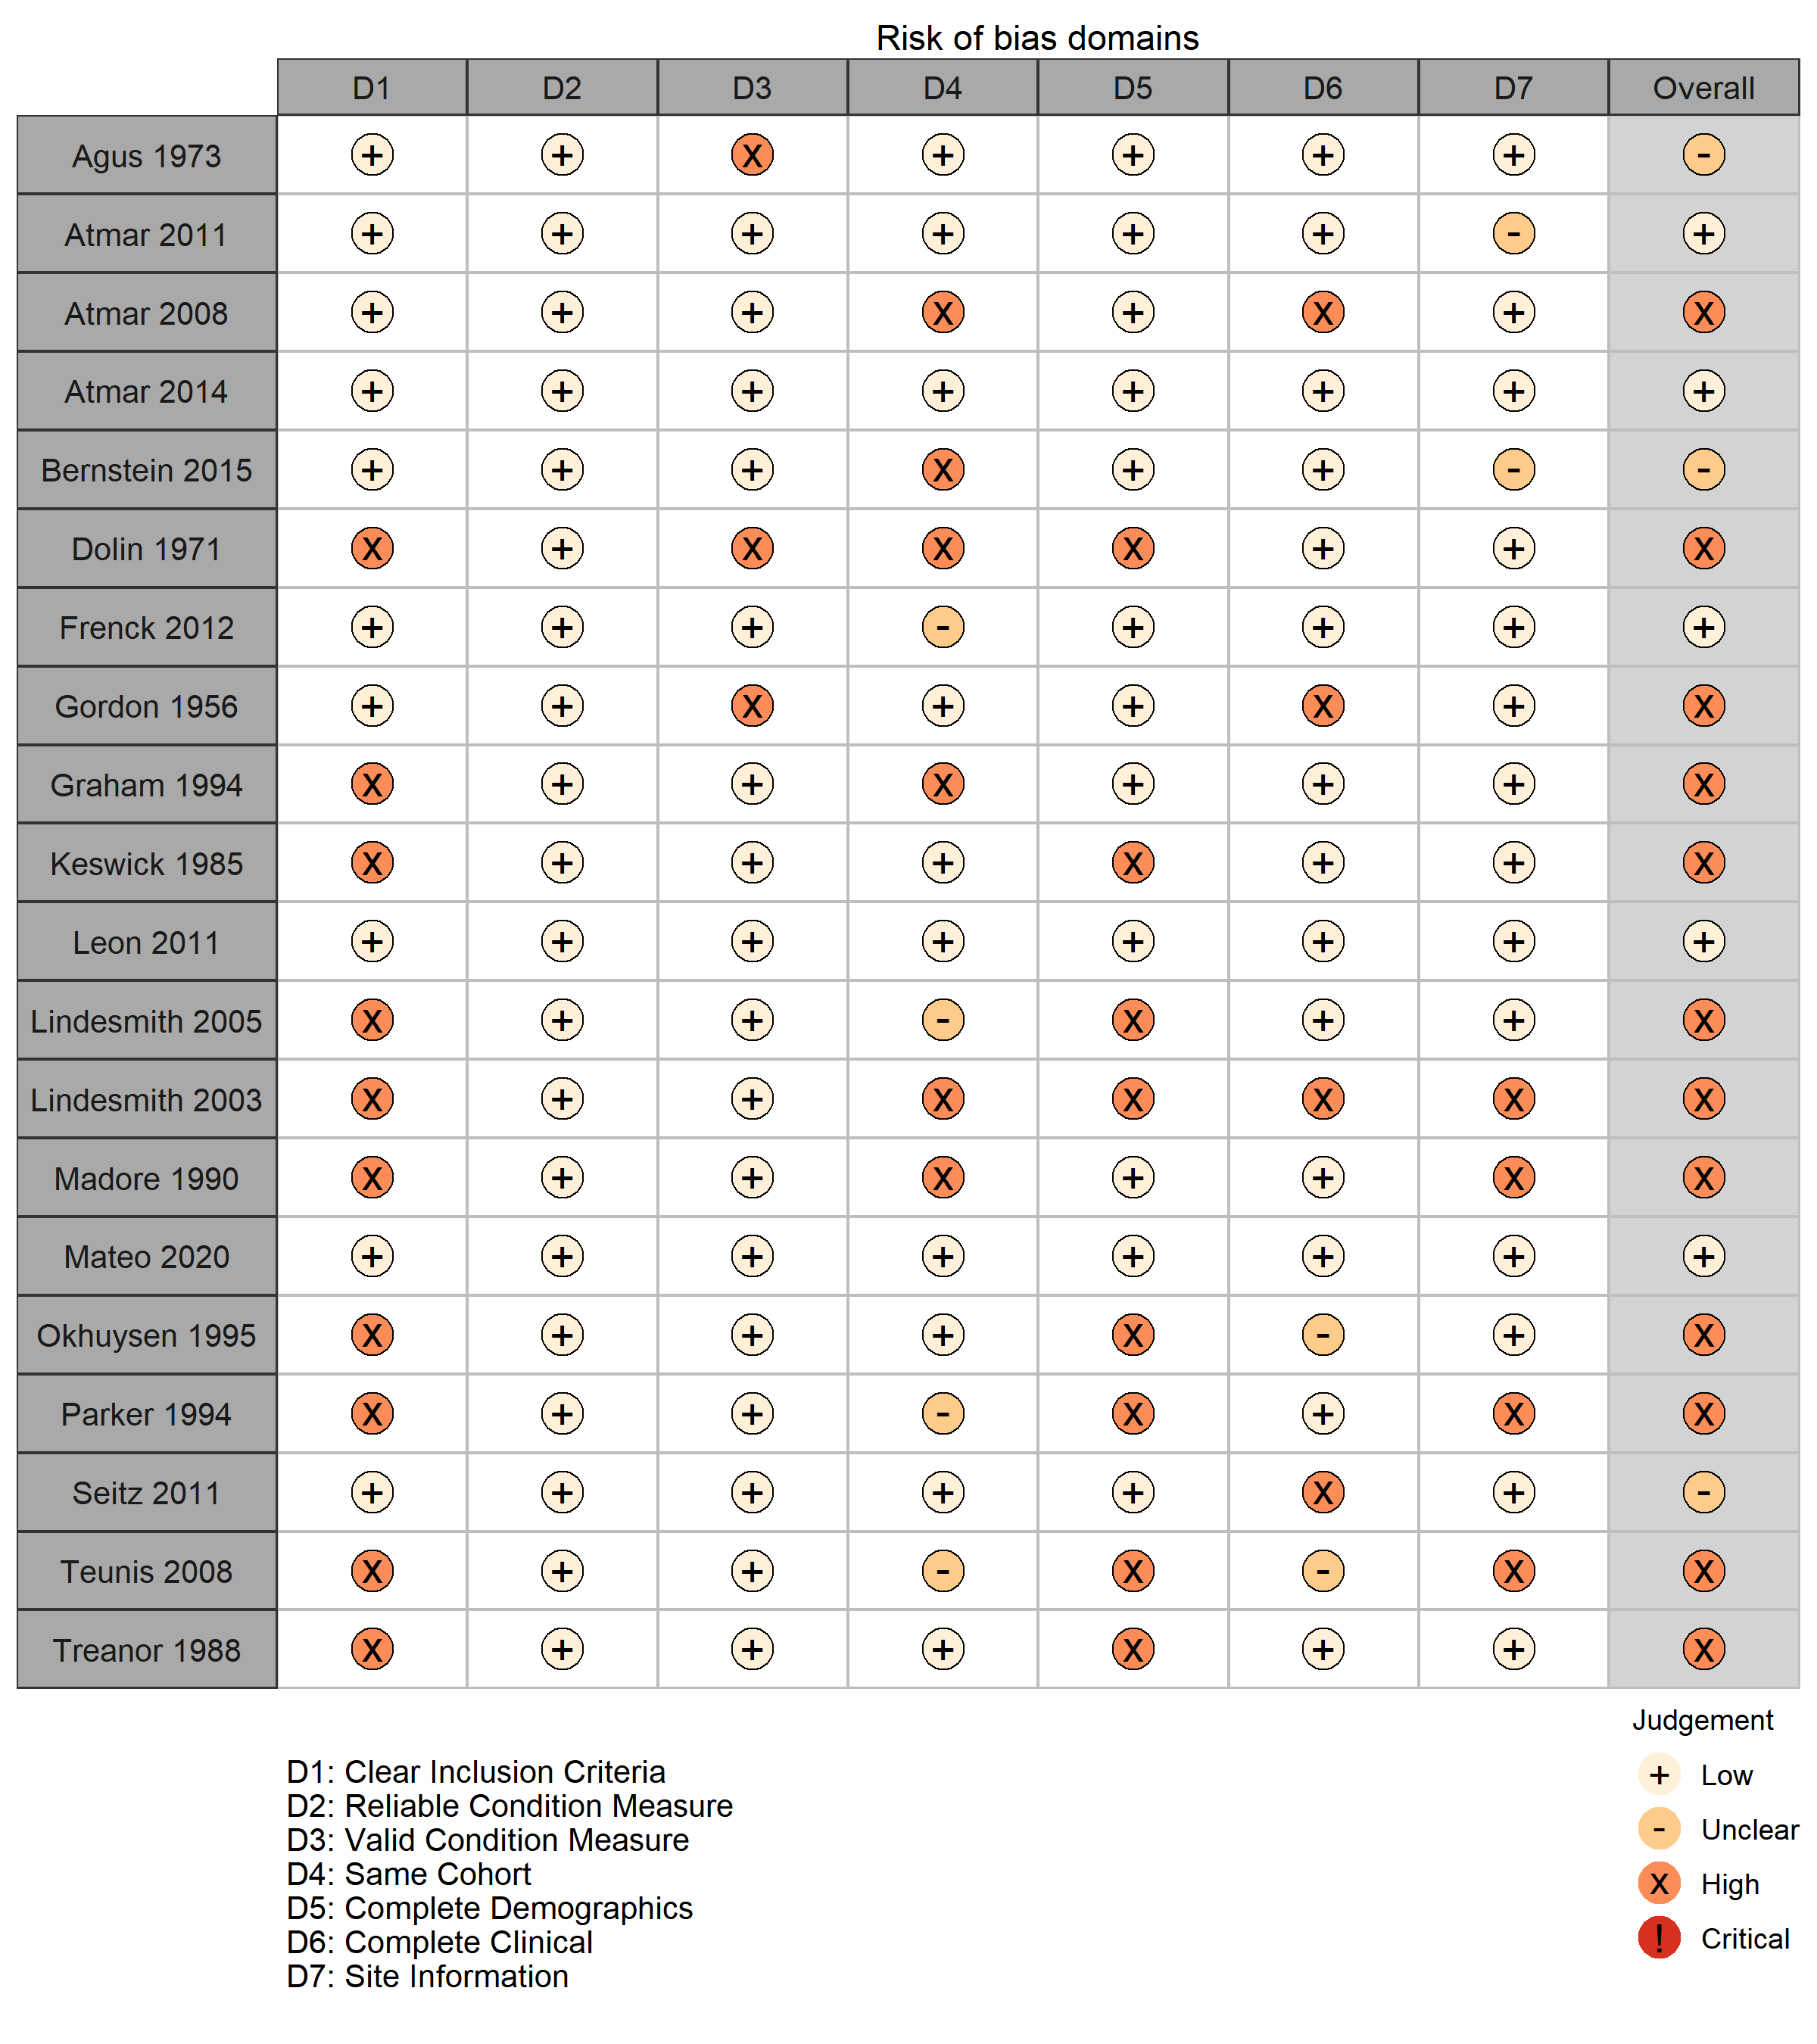 Risk of bias domains
D1 D2 D3 D4 D5 D6 D7 Overall
Agus 1973 + + X + + + + -
Atmar 2011 + + + + + + - +
Atmar 2008 + + + X + X + X
Atmar 2014 + + + + + + + +
Bernstein 2015 + + + X + + - -
Dolin 1971 X + X X X + + X
Frenck 2012 + + + - + + + +
Gordon 1956 + + X + + X + X
Graham 1994 X + + X + + + X
Keswick 1985 X + + + X + + X
Leon 2011 + + + + + + + +
Lindesmith 2005 X + + - X + + X
Lindesmith 2003 X + + X X X X X
Madore 1990 X + + X + + X X
Mateo 2020 + + + + + + + +
Okhuysen 1995 X + + + X - + X
Parker 1994 X + + - X + X X
Seitz 2011 + + + + + X + -
Teunis 2008 X + + - X - X X
Treanor 1988 X + + + X + + X
D1: Clear Inclusion Criteria
D2: Reliable Condition Measure
D3: Valid Condition Measure
D4: Same Cohort
D5: Complete Demographics
D6: Complete Clinical
D7: Site Information
Judgement
+ Low
- Unclear
X High
! Critical